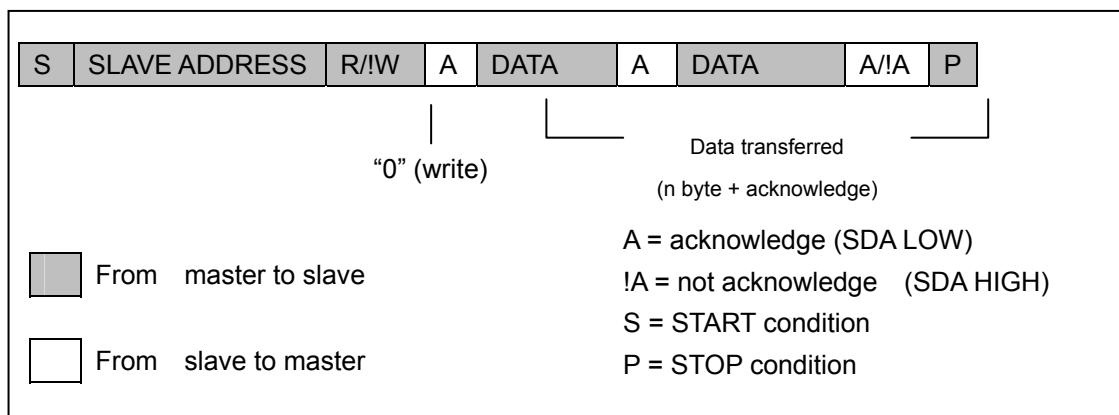 S SLAVE ADDRESS R/!W A DATA A DATA A/!A P
“0” (write)
Data transferred
(n byte + acknowledge)
A = acknowledge (SDA LOW)
!A = not acknowledge (SDA HIGH)
S = START condition
P = STOP condition
From master to slave
From slave to master